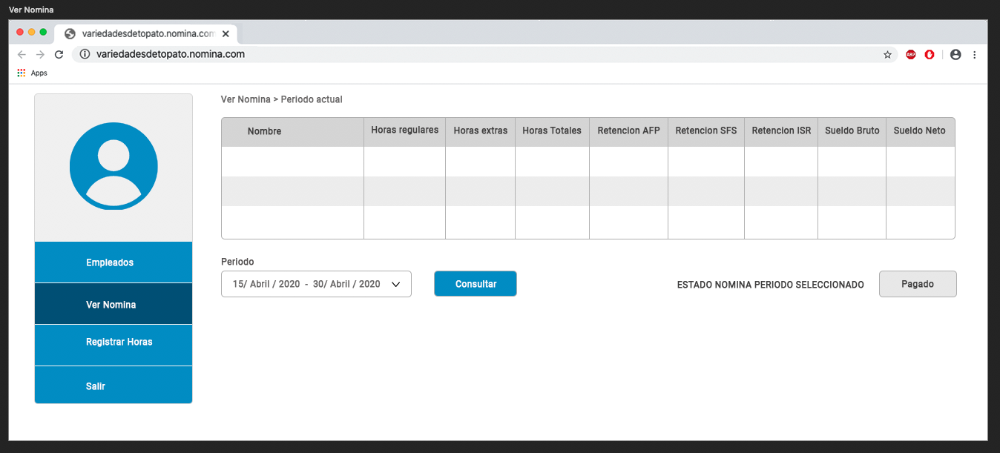 Ver Nomina
variedadesdetopato.nomina.com
variedadesdetopato.nomina.com
ABP
Apps
Ver Nomina > Periodo actual
Nombre Horas regulares Horas extras Horas Totales Retencion AFP Retencion SFS Retencion ISR Sueldo Bruto Sueldo Neto
Periodo
15/ Abril / 2020 - 30/ Abril / 2020
Consultar
ESTADO NOMINA PERIODO SELECCIONADO
Pagado
Empleados
Ver Nomina
Registrar Horas
Salir